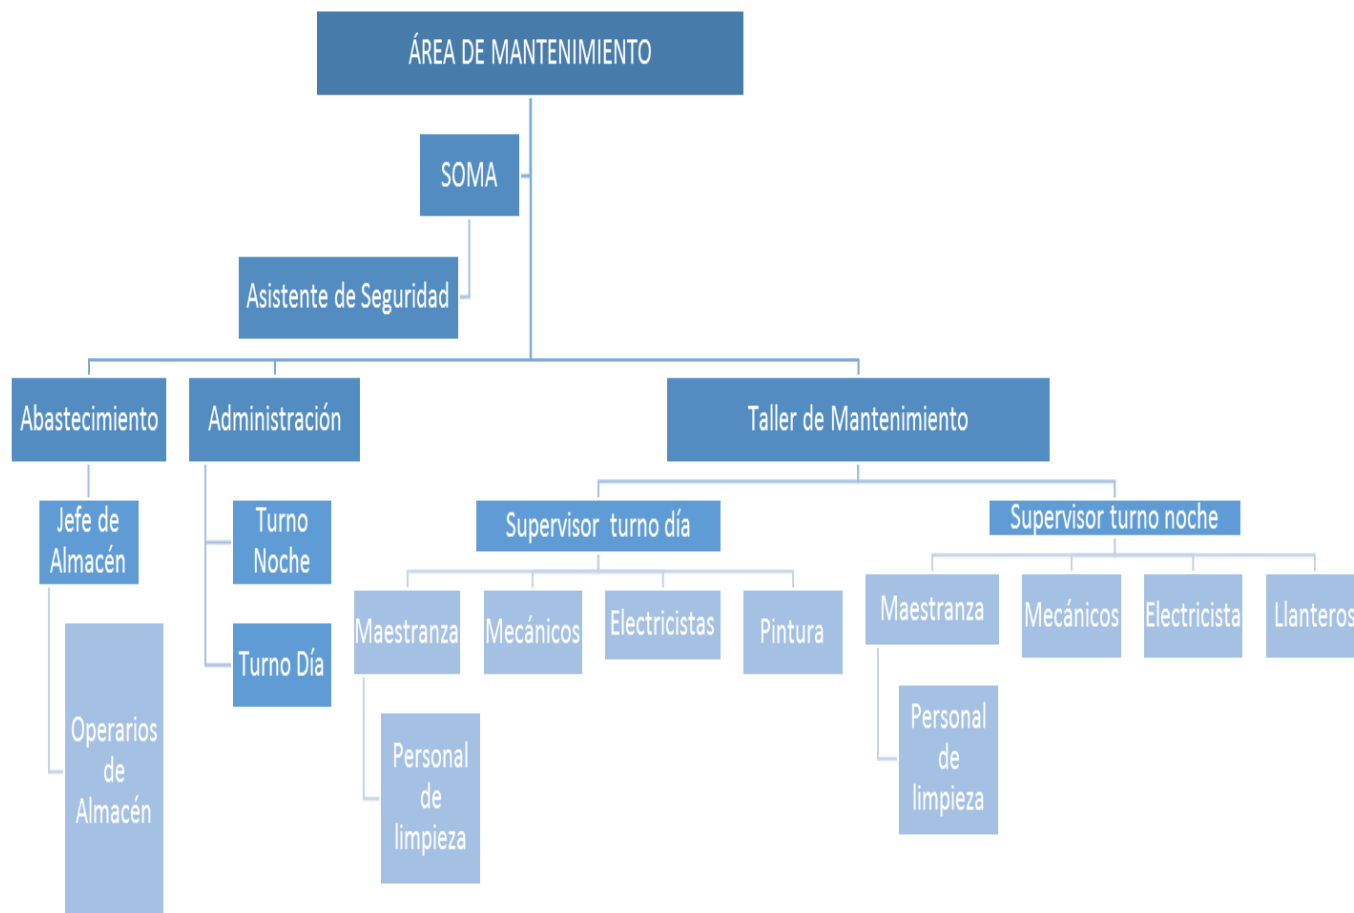 ÁREA DE MANTENIMIENTO
SOMA
Asistente de Seguridad
Abastecimiento
Administración
Taller de Mantenimiento
Jefe de
Almacén
Operarios
de
Almacén
Turno
Noche
Turno Día
Supervisor turno día
Maestranza
Mecánicos
Electricistas
Pintura
Personal
de
limpieza
Supervisor turno noche
Maestranza
Mecánicos
Electricista
Llanteros
Personal
de
limpieza